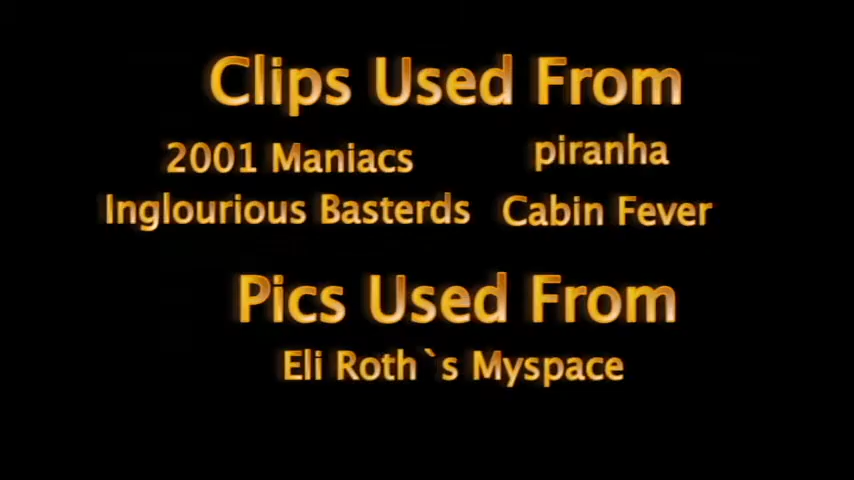 Clips Used From
2001 Maniacs piranha
Inglourious Basterds Cabin Fever
Pics Used From
Eli Roth`s Myspace